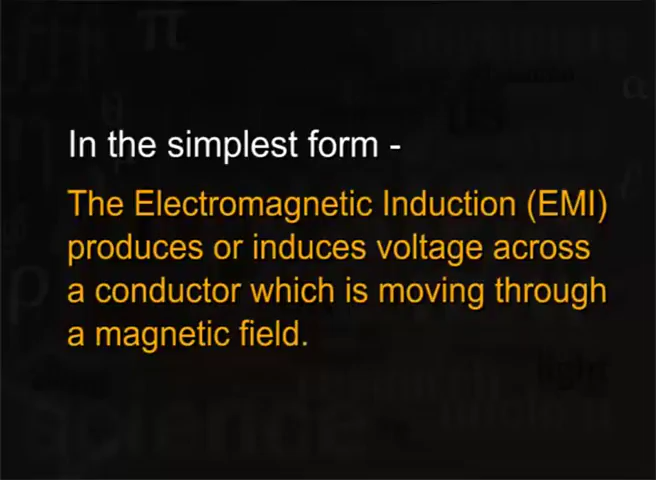 In the simplest form -
The Electromagnetic Induction (EMI)
produces or induces voltage across
a conductor which is moving through
a magnetic field.